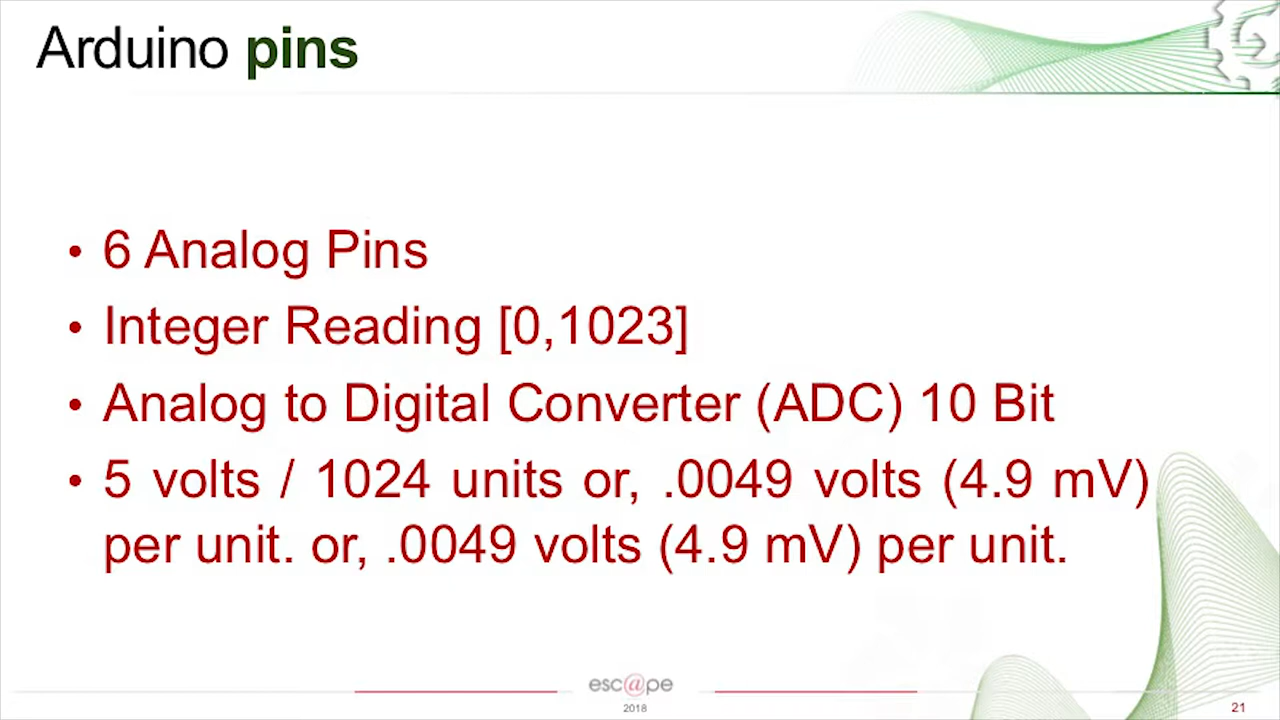 Arduino pins
• 6 Analog Pins
• Integer Reading [0,1023]
• Analog to Digital Converter (ADC) 10 Bit
• 5 volts / 1024 units or, .0049 volts (4.9 mV)
per unit. or, .0049 volts (4.9 mV) per unit.
esc@pe
2018
21